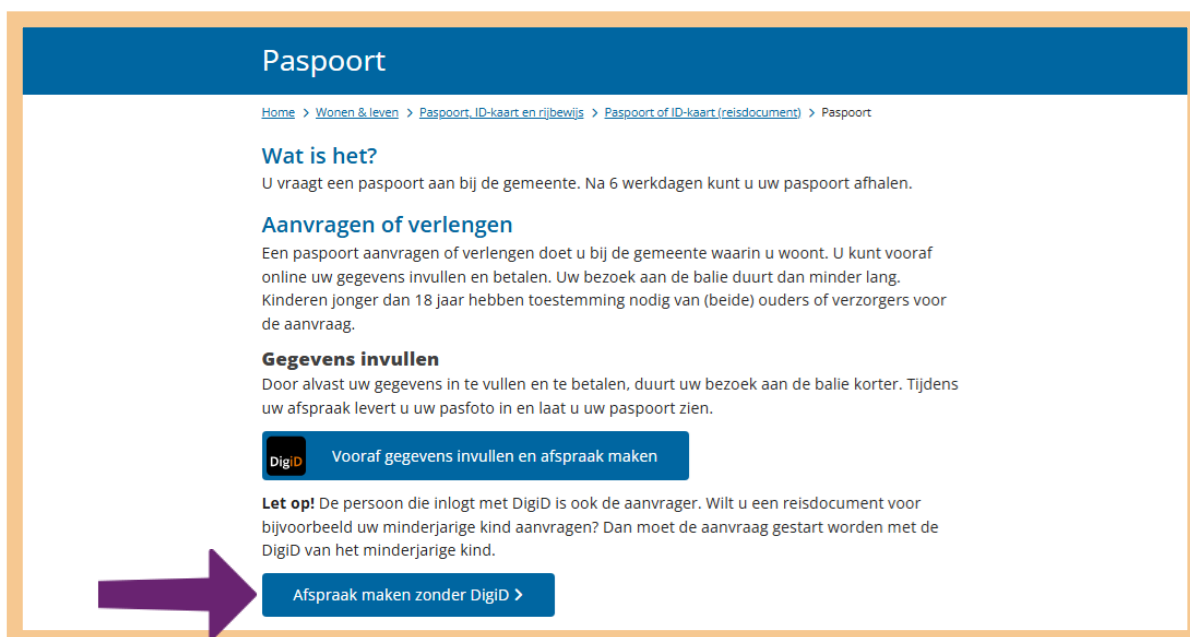 Paspoort
Home > Wonen & leven > Paspoort, ID-kaart en rijbewijs > Paspoort of ID-kaart (reisdocument) > Paspoort
Wat is het?
U vraagt een paspoort aan bij de gemeente. Na 6 werkdagen kunt u uw paspoort afhalen.
Aanvragen of verlengen
Een paspoort aanvragen of verlengen doet u bij de gemeente waarin u woont. U kunt vooraf
online uw gegevens invullen en betalen. Uw bezoek aan de balie duurt dan minder lang.
Kinderen jonger dan 18 jaar hebben toestemming nodig van (beide) ouders of verzorgers voor
de aanvraag.
Gegevens invullen
Door alvast uw gegevens in te vullen en te betalen, duurt uw bezoek aan de balie korter. Tijdens
uw afspraak levert u uw pasfoto in en laat u uw paspoort zien.
DigiD Vooraf gegevens invullen en afspraak maken
Let op! De persoon die inlogt met DigiD is ook de aanvrager. Wilt u een reisdocument voor
bijvoorbeeld uw minderjarige kind aanvragen? Dan moet de aanvraag gestart worden met de
DigiD van het minderjarige kind.
Afspraak maken zonder DigiD >